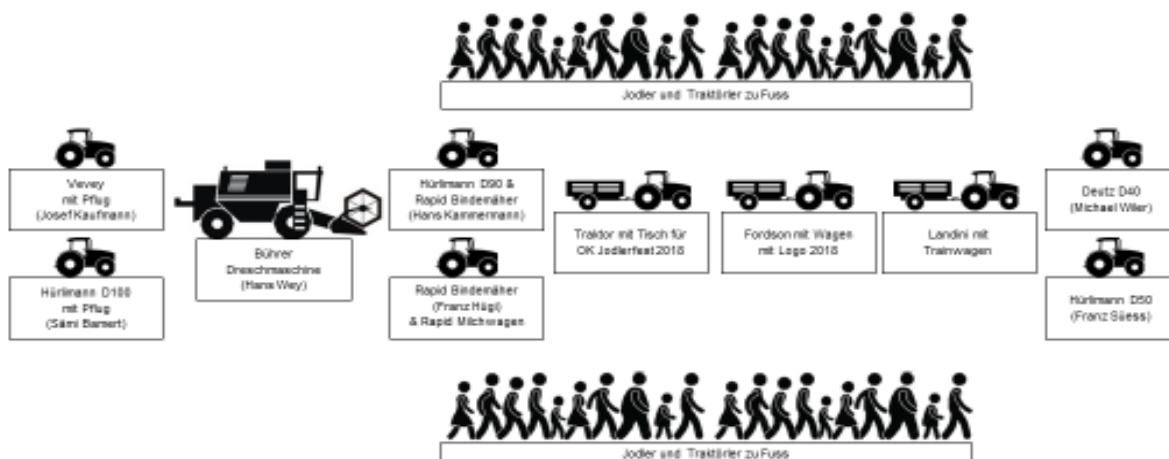 Jodler und Traktörler zu Fuss
Vevey
mit Pflug
(Josef Kaufmann)
Hürlimann D90 &
Rapid Bindemäher
(Hans Kammermann)
Deutz D40
(Michael Wiler)
Traktor mit Tisch für
OK Jodlerfest 2018
Fordson mit Wagen
mit Logo 2018
Landini mit
Trainwagen
Bührer
Dreschmaschine
(Hans Wey)
Hürlimann D100
mit Pflug
(Sämi Bamert)
Rapid Bindemäher
(Franz Hügi)
& Rapid Milchwagen
Hürlimann D50
(Franz Süess)
Jodler und Traktörler zu Fuss